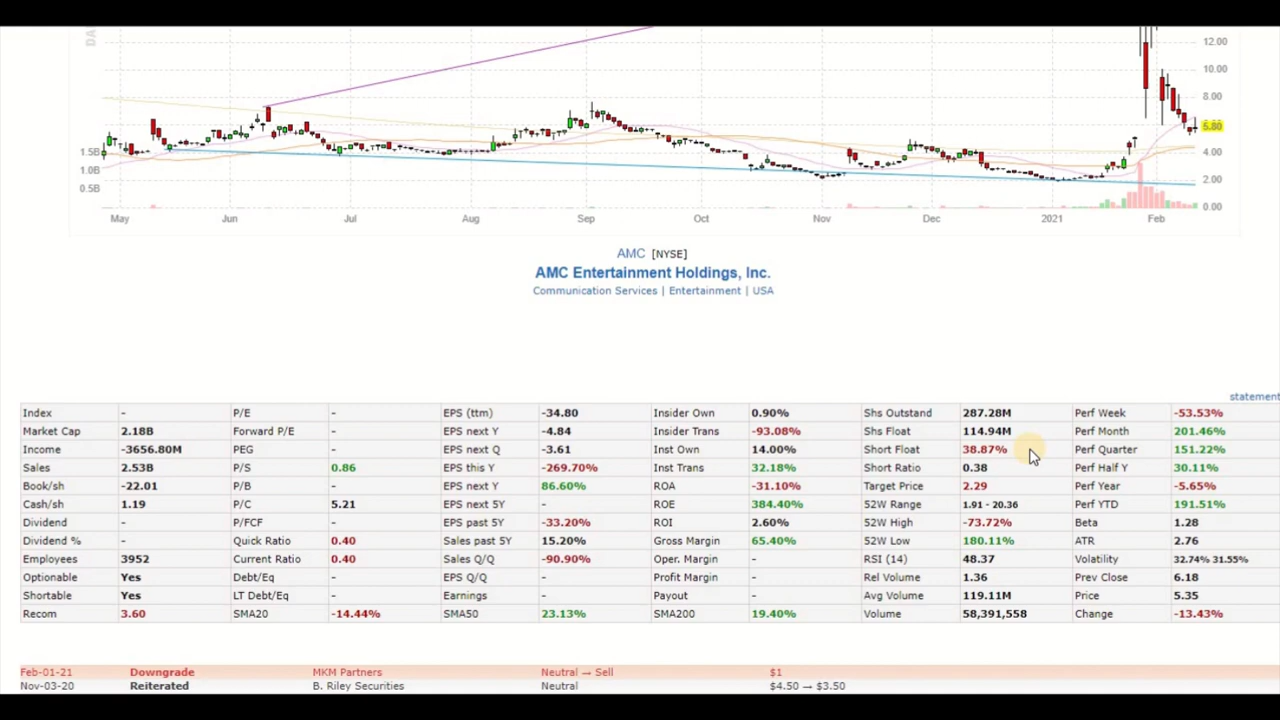 DA
12.00
10.00
8.00
5.80
4.00
2.00
0.00
1.5B
1.0B
0.5B
May Jun Jul Aug Sep Oct Nov Dec 2021 Feb
AMC [NYSE]
AMC Entertainment Holdings, Inc.
Communication Services | Entertainment | USA
statement
Index - P/E - EPS (ttm) -34.80 Insider Own 0.90% Shs Outstand 287.28M Perf Week -53.53%
Market Cap 2.18B Forward P/E - EPS next Y -4.84 Insider Trans -93.08% Shs Float 114.94M Perf Month 201.46%
Income -3656.80M PEG - EPS next Q -3.61 Inst Own 14.00% Short Float 38.87% Perf Quarter 151.22%
Sales 2.53B P/S 0.86 EPS this Y -269.70% Inst Trans 32.18% Short Ratio 0.38 Perf Half Y 30.11%
Book/sh -22.01 P/B - EPS next Y 86.60% ROA -31.10% Target Price 2.29 Perf Year -5.65%
Cash/sh 1.19 P/C 5.21 EPS next 5Y - ROE 384.40% 52W Range 1.91 - 20.36 Perf YTD 191.51%
Dividend - P/FCF - EPS past 5Y -33.20% ROI 2.60% 52W High -73.72% Beta 1.28
Dividend % - Quick Ratio 0.40 Sales past 5Y 15.20% Gross Margin 65.40% 52W Low 180.11% ATR 2.76
Employees 3952 Current Ratio 0.40 Sales Q/Q -90.90% Oper. Margin - RSI (14) 48.37 Volatility 32.74% 31.55%
Optionable Yes Debt/Eq - EPS Q/Q - Profit Margin - Rel Volume 1.36 Prev Close 6.18
Shortable Yes LT Debt/Eq - Earnings - Payout - Avg Volume 119.11M Price 5.35
Recom 3.60 SMA20 -14.44% SMA50 23.13% SMA200 19.40% Volume 58,391,558 Change -13.43%
Feb-01-21 Downgrade MKM Partners Neutral → Sell $1
Nov-03-20 Reiterated B. Riley Securities Neutral $4.50 → $3.50